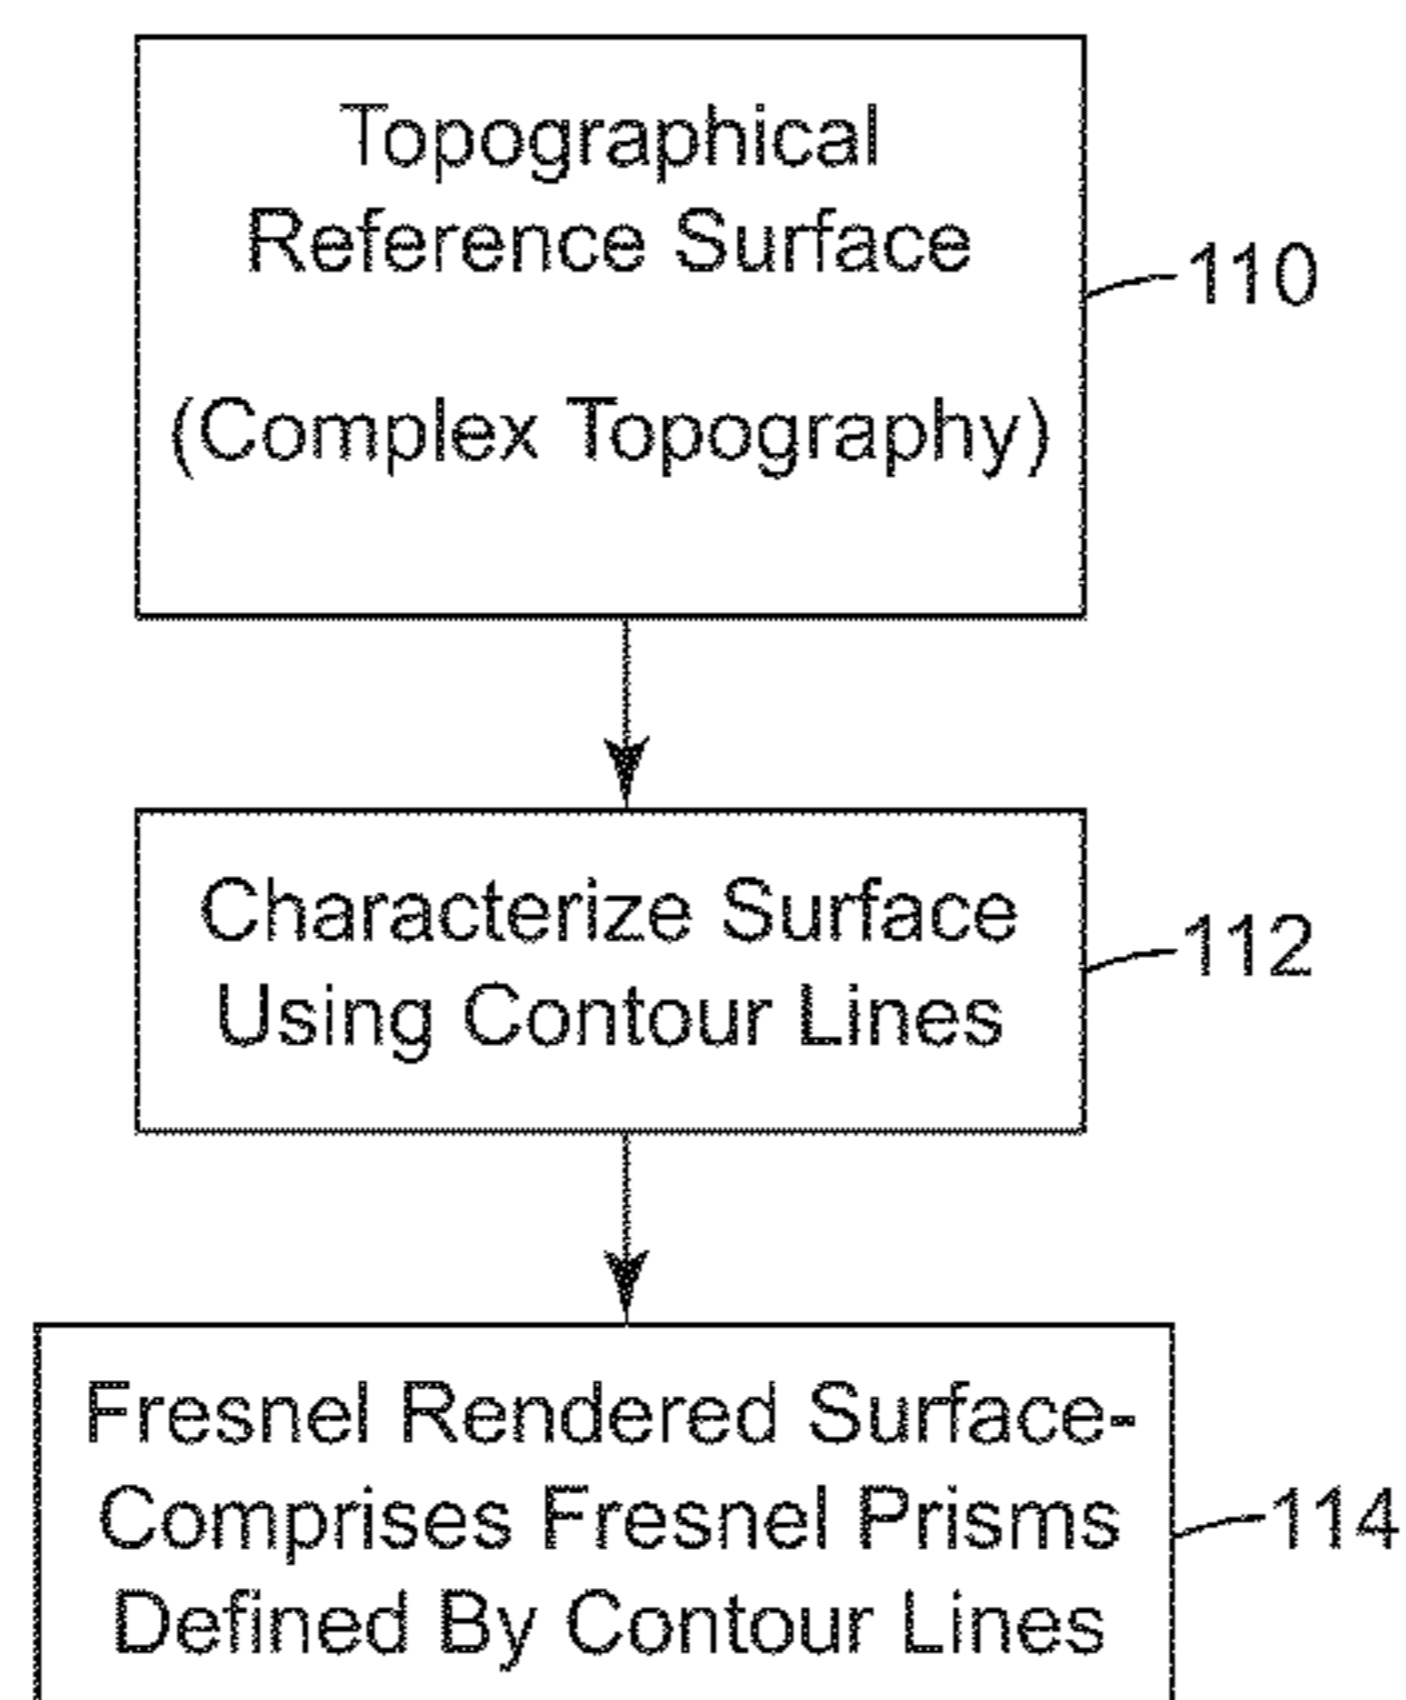 Topographical
Reference Surface
(Complex Topography)
110
Characterize Surface
Using Contour Lines
112
Fresnel Rendered Surface-
Comprises Fresnel Prisms
Defined By Contour Lines
114